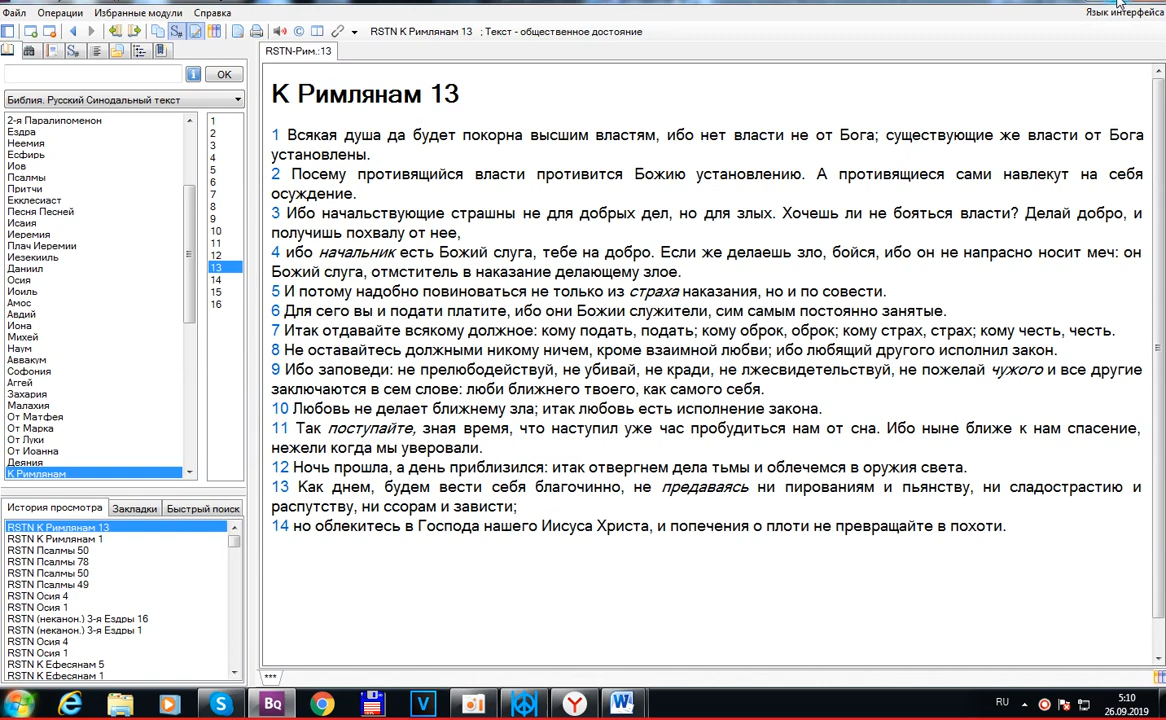 Файл Операции Избранные модули Справка
Язык интерфейса
RSTN К Римлянам 13 ; Текст - общественное достояние
RSTN-Рим.:13
OK
Библия. Русский Синодальный текст
2-я Паралипоменон
Ездра
Неемия
Есфирь
Иов
Псалмы
Притчи
Екклесиаст
Песня Песней
Исаия
Иеремия
Плач Иеремии
Иезекииль
Даниил
Осия
Иоиль
Амос
Авдий
Иона
Михей
Наум
Аввакум
Софония
Аггей
Захария
Малахия
От Матфея
От Марка
От Луки
От Иоанна
Деяния
К Римлянам
1
2
3
4
5
6
7
8
9
10
11
12
13
14
15
16
История просмотра Закладки Быстрый поиск
RSTN К Римлянам 13
RSTN К Римлянам 1
RSTN Псалмы 50
RSTN Псалмы 78
RSTN Псалмы 50
RSTN Псалмы 49
RSTN Осия 4
RSTN Осия 1
RSTN (неканон.) 3-я Ездры 16
RSTN (неканон.) 3-я Ездры 1
RSTN Осия 4
RSTN Осия 1
RSTN К Ефесянам 5
RSTN К Ефесянам 1
К Римлянам 13
1 Всякая душа да будет покорна высшим властям, ибо нет власти не от Бога; существующие же власти от Бога
установлены.
2 Посему противящийся власти противится Божию установлению. А противящиеся сами навлекут на себя
осуждение.
3 Ибо начальствующие страшны не для добрых дел, но для злых. Хочешь ли не бояться власти? Делай добро, и
получишь похвалу от нее,
4 ибо начальник есть Божий слуга, тебе на добро. Если же делаешь зло, бойся, ибо он не напрасно носит меч: он
Божий слуга, отмститель в наказание делающему злое.
5 И потому надобно повиноваться не только из страха наказания, но и по совести.
6 Для сего вы и подати платите, ибо они Божии служители, сим самым постоянно занятые.
7 Итак отдавайте всякому должное: кому подать, подать; кому оброк, оброк; кому страх, страх; кому честь, честь.
8 Не оставайтесь должными никому ничем, кроме взаимной любви; ибо любящий другого исполнил закон.
9 Ибо заповеди: не прелюбодействуй, не убивай, не кради, не лжесвидетельствуй, не пожелай чужого и все другие
заключаются в сем слове: люби ближнего твоего, как самого себя.
10 Любовь не делает ближнему зла; итак любовь есть исполнение закона.
11 Так поступайте, зная время, что наступил уже час пробудиться нам от сна. Ибо ныне ближе к нам спасение,
нежели когда мы уверовали.
12 Ночь прошла, а день приблизился: итак отвергнем дела тьмы и облечемся в оружия света.
13 Как днем, будем вести себя благочинно, не предаваясь ни пированиям и пьянству, ни сладострастию и
распутству, ни ссорам и зависти;
14 но облекитесь в Господа нашего Иисуса Христа, и попечения о плоти не превращайте в похоти.
***
Bq
RU
5:10
26.09.2019